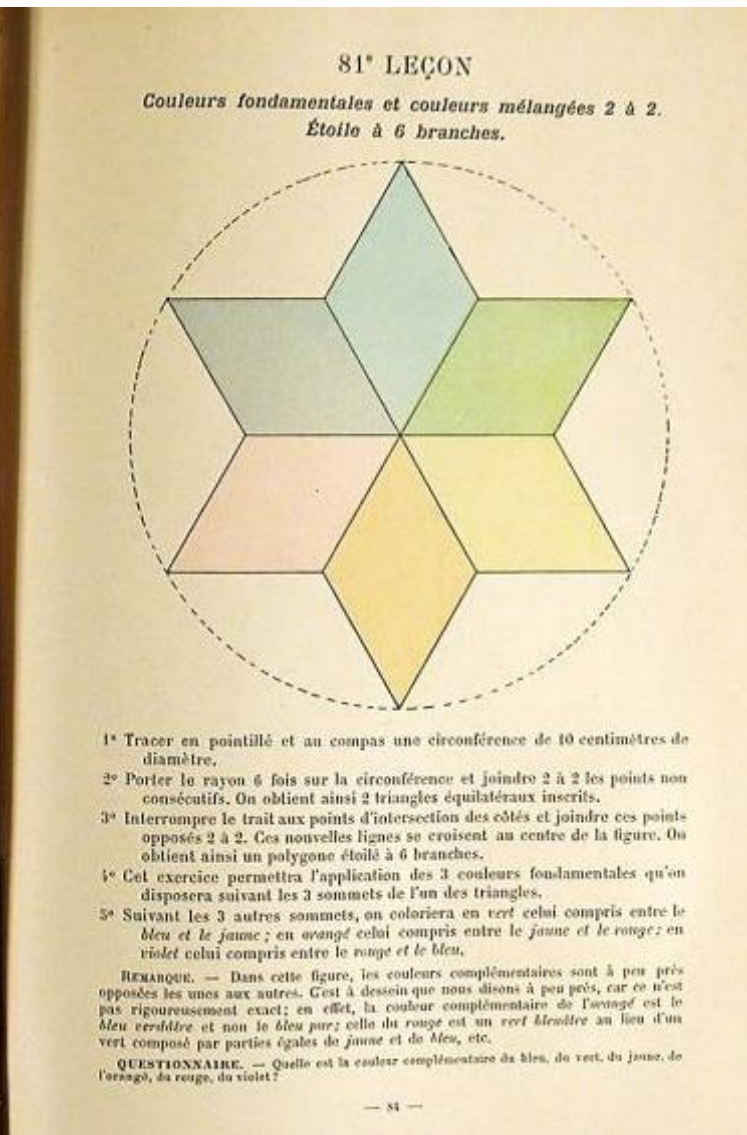 81e LEÇON
Couleurs fondamentales et couleurs mélangées 2 à 2.
Étoile à 6 branches.
1º Tracer en pointillé et au compas une circonférence de 10 centimètres de
diamètre.
2º Porter le rayon 6 fois sur la circonférence et joindre 2 à 2 les points non
consécutifs. On obtient ainsi 2 triangles équilatéraux inscrits.
3º Interrompre le trait aux points d'intersection des côtés et joindre ces points
opposés 2 à 2. Ces nouvelles lignes se croisent au centre de la figure. On
obtient ainsi un polygone étoilé à 6 branches.
4º Cet exercice permettra l'application des 3 couleurs fondamentales qu'on
disposera suivant les 3 sommets de l'un des triangles.
5º Suivant les 3 autres sommets, on coloriera en vert celui compris entre le
bleu et le jaune ; en orangé celui compris entre le jaune et le rouge ; en
violet celui compris entre le rouge et le bleu.
REMARQUE. — Dans cette figure, les couleurs complémentaires sont à peu près
opposées les unes aux autres. C'est à dessein que nous disons à peu près, car ce n'est
pas rigoureusement exact ; en effet, la couleur complémentaire de l'orangé est le
bleu verdâtre et non le bleu pur ; celle du rouge est un vert bleuâtre au lieu d'un
vert composé par parties égales de jaune et de bleu, etc.
QUESTIONNAIRE. — Quelle est la couleur complémentaire du bleu, du vert, du jaune, de
l'orangé, du rouge, du violet ?
— 84 —